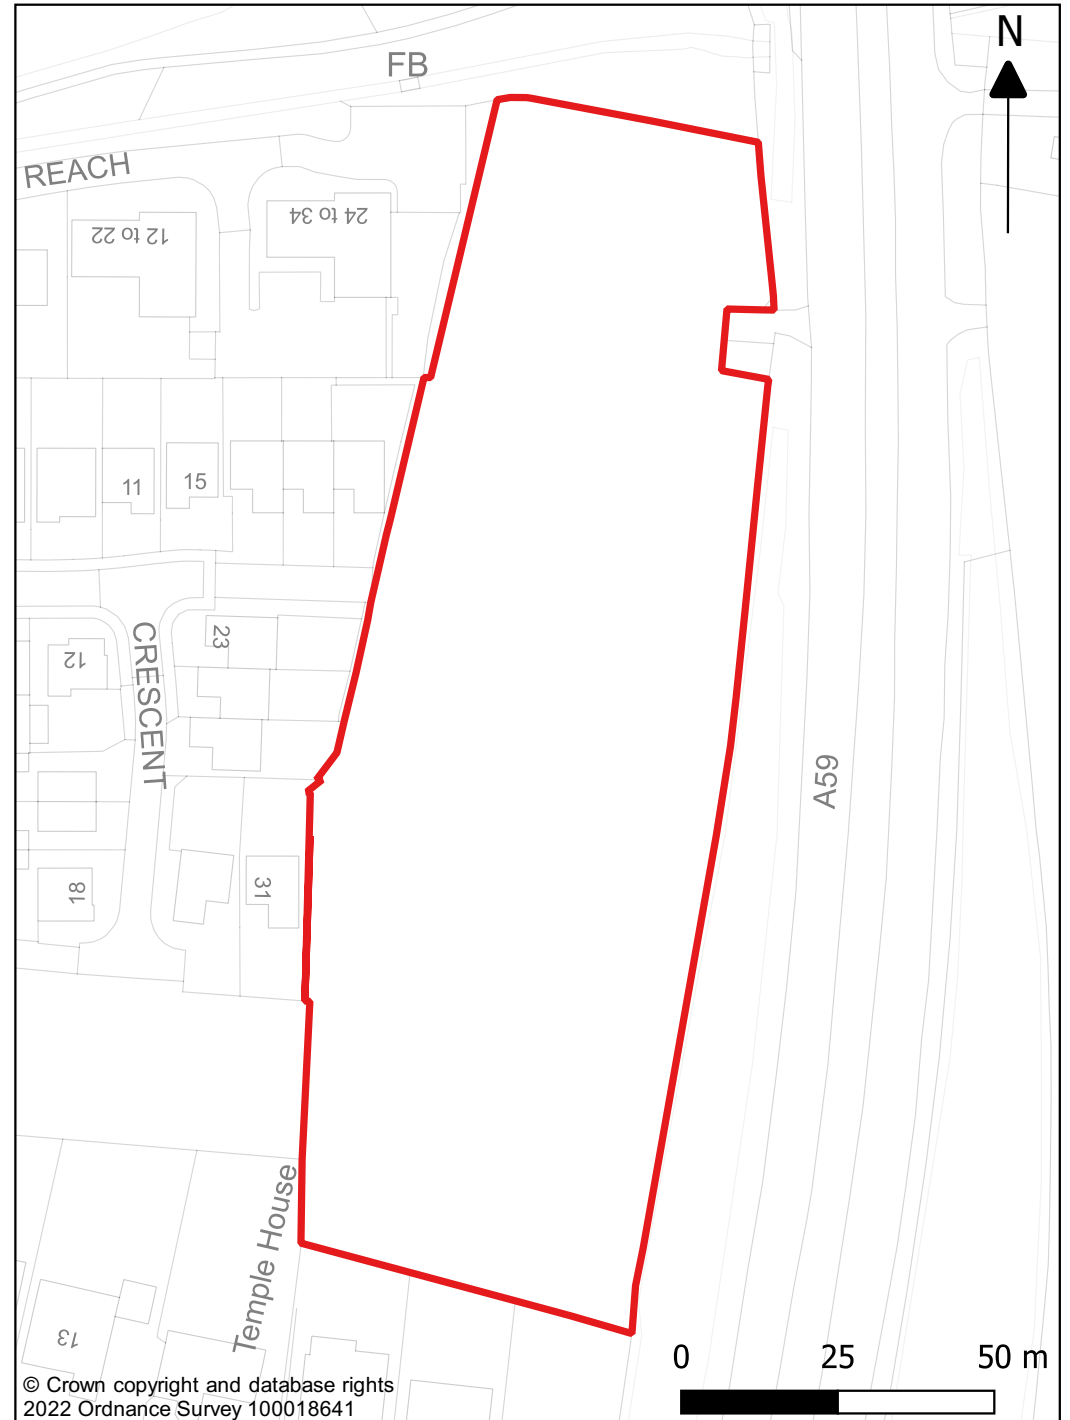 N
FB
REACH
12 to 22
24 to 34
11
15
23
12
CRESCENT
A59
18
31
Temple House
13
0 25 50 m
© Crown copyright and database rights
2022 Ordnance Survey 100018641